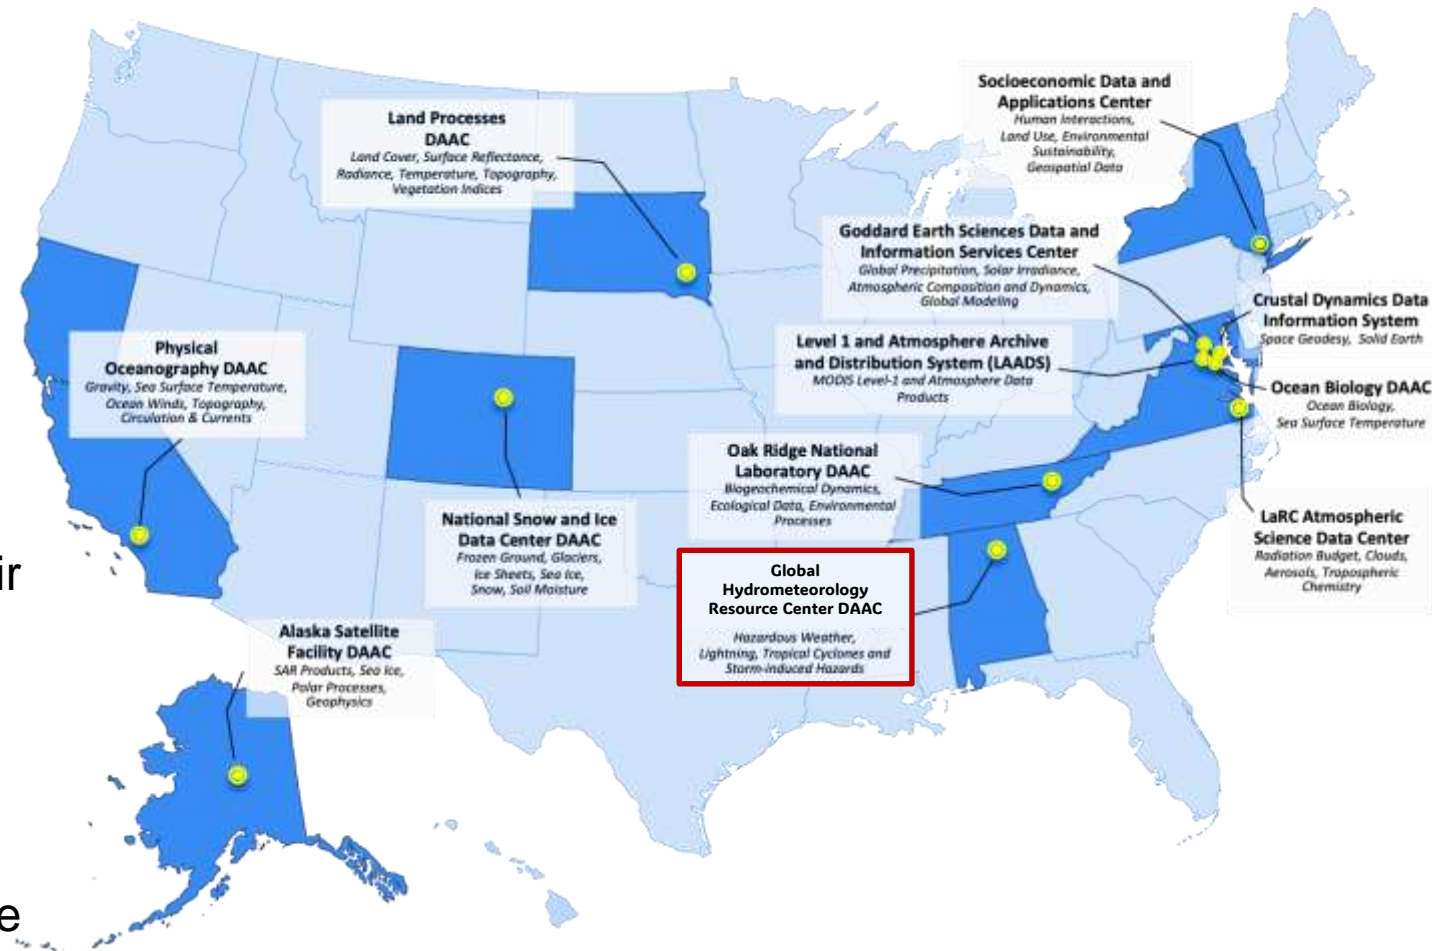 Socioeconomic Data and
Applications Center
Human Interactions,
Land Use, Environmental
Sustainability,
Geospatial Data
Land Processes
DAAC
Land Cover, Surface Reflectance,
Radiance, Temperature, Topography,
Vegetation Indices
Goddard Earth Sciences Data and
Information Services Center
Global Precipitation, Solar Irradiance,
Atmospheric Composition and Dynamics,
Global Modeling
Crustal Dynamics Data
Information System
Space Geodesy, Solid Earth
Level 1 and Atmosphere Archive
and Distribution System (LAADS)
MODIS Level-1 and Atmosphere Data
Products
Physical
Oceanography DAAC
Gravity, Sea Surface Temperature,
Ocean Winds, Topography,
Circulation & Currents
Ocean Biology DAAC
Ocean Biology,
Sea Surface Temperature
Oak Ridge National
Laboratory DAAC
Biogeochemical Dynamics,
Ecological Data, Environmental
Processes
National Snow and Ice
Data Center DAAC
Frozen Ground, Glaciers,
Ice Sheets, Sea Ice,
Snow, Soil Moisture
LaRC Atmospheric
Science Data Center
Radiation Budget, Clouds,
Aerosols, Tropospheric
Chemistry
ir
Global
Hydrometeorology
Resource Center DAAC
Hazardous Weather,
Lightning, Tropical Cyclones and
Storm-induced Hazards
Alaska Satellite
Facility DAAC
SAR Products, Sea Ice,
Polar Processes,
Geophysics
e